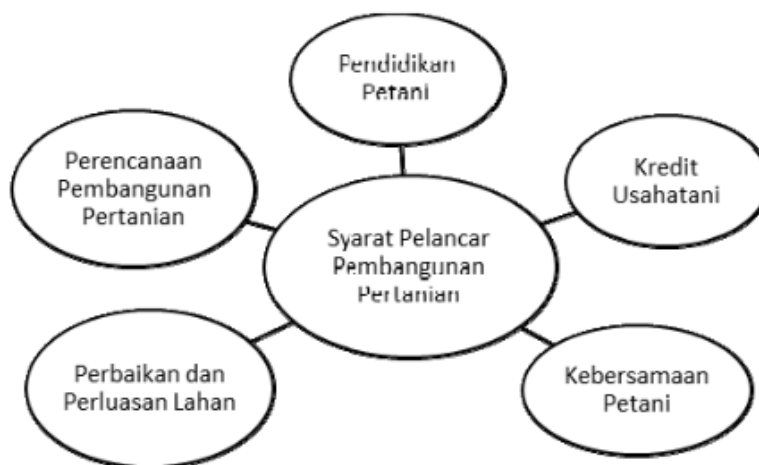 Pendidikan
Petani
Perencanaan
Pembangunan
Pertanian
Kredit
Usahatani
Syarat Pelancar
Pembangunan
Pertanian
Perbaikan dan
Perluasan Lahan
Kebersamaan
Petani